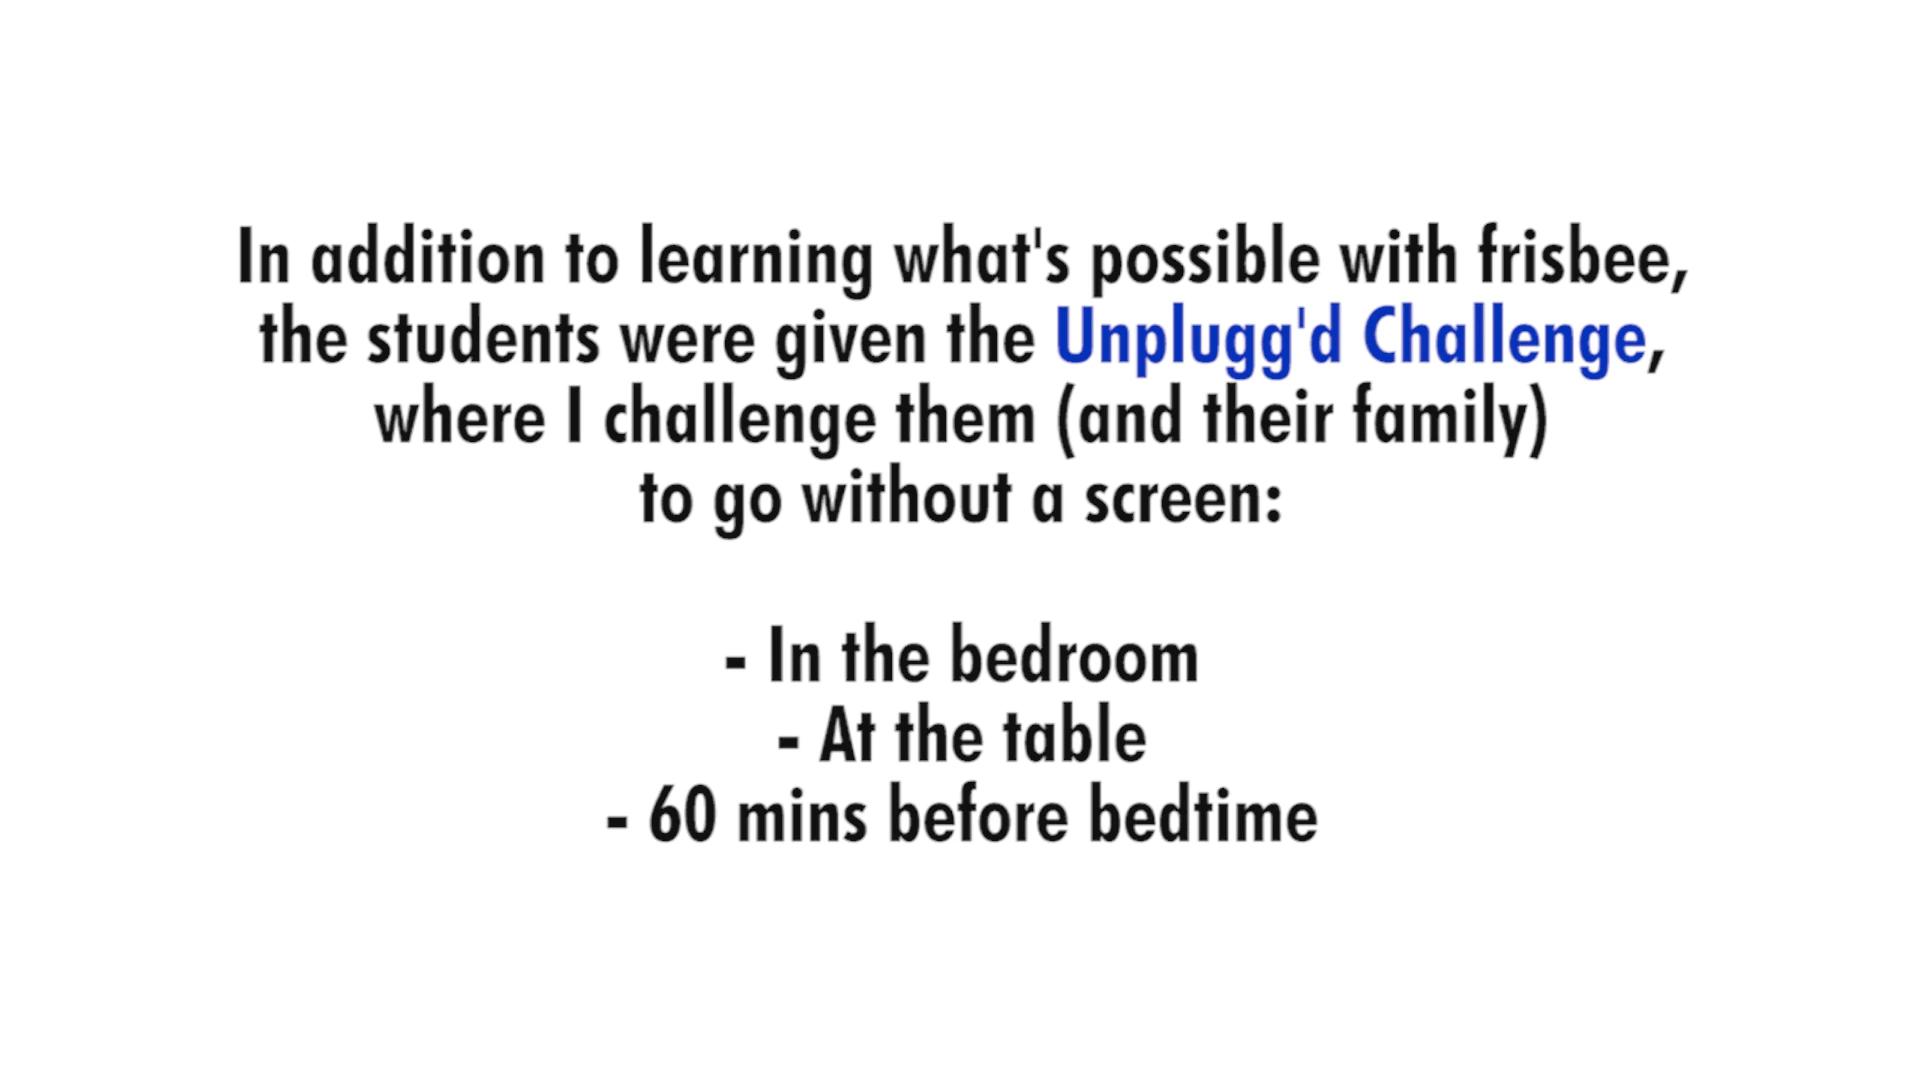 In addition to learning what's possible with frisbee,
the students were given the Unplugg'd Challenge,
where I challenge them (and their family)
to go without a screen:
- In the bedroom
- At the table
- 60 mins before bedtime